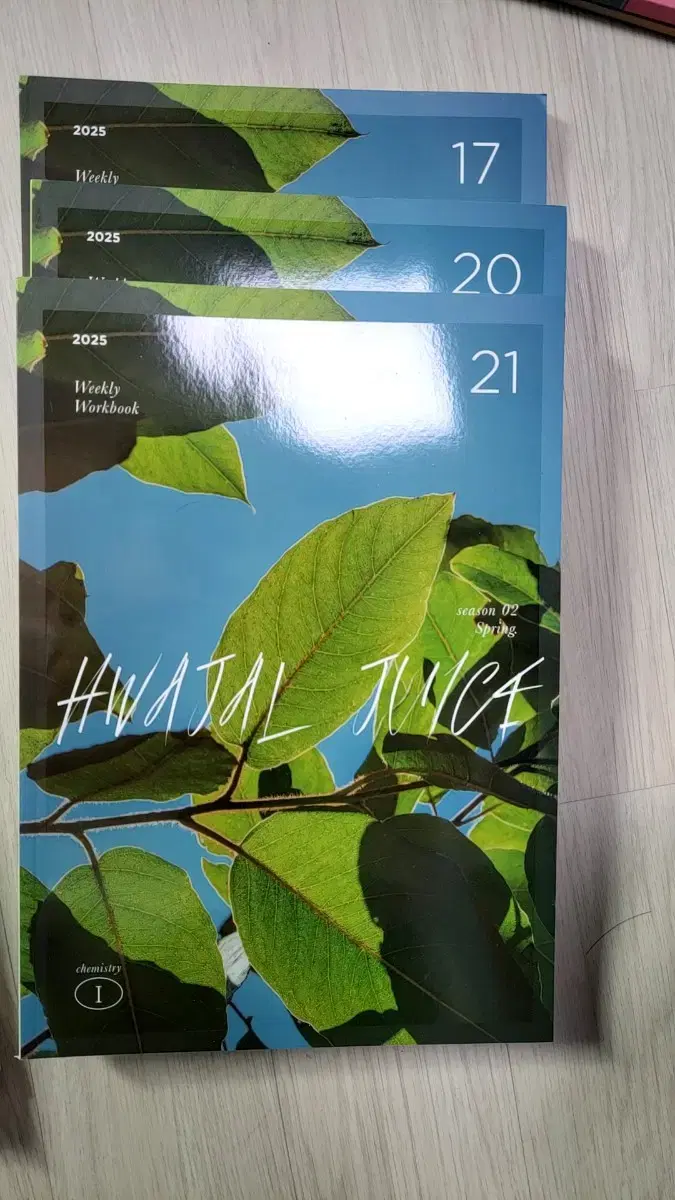 2025
17
Weekly
2025
20
2025
21
Weekly
Workbook
season 02
Spring.
HWAJAL JUICE
chemistry
I